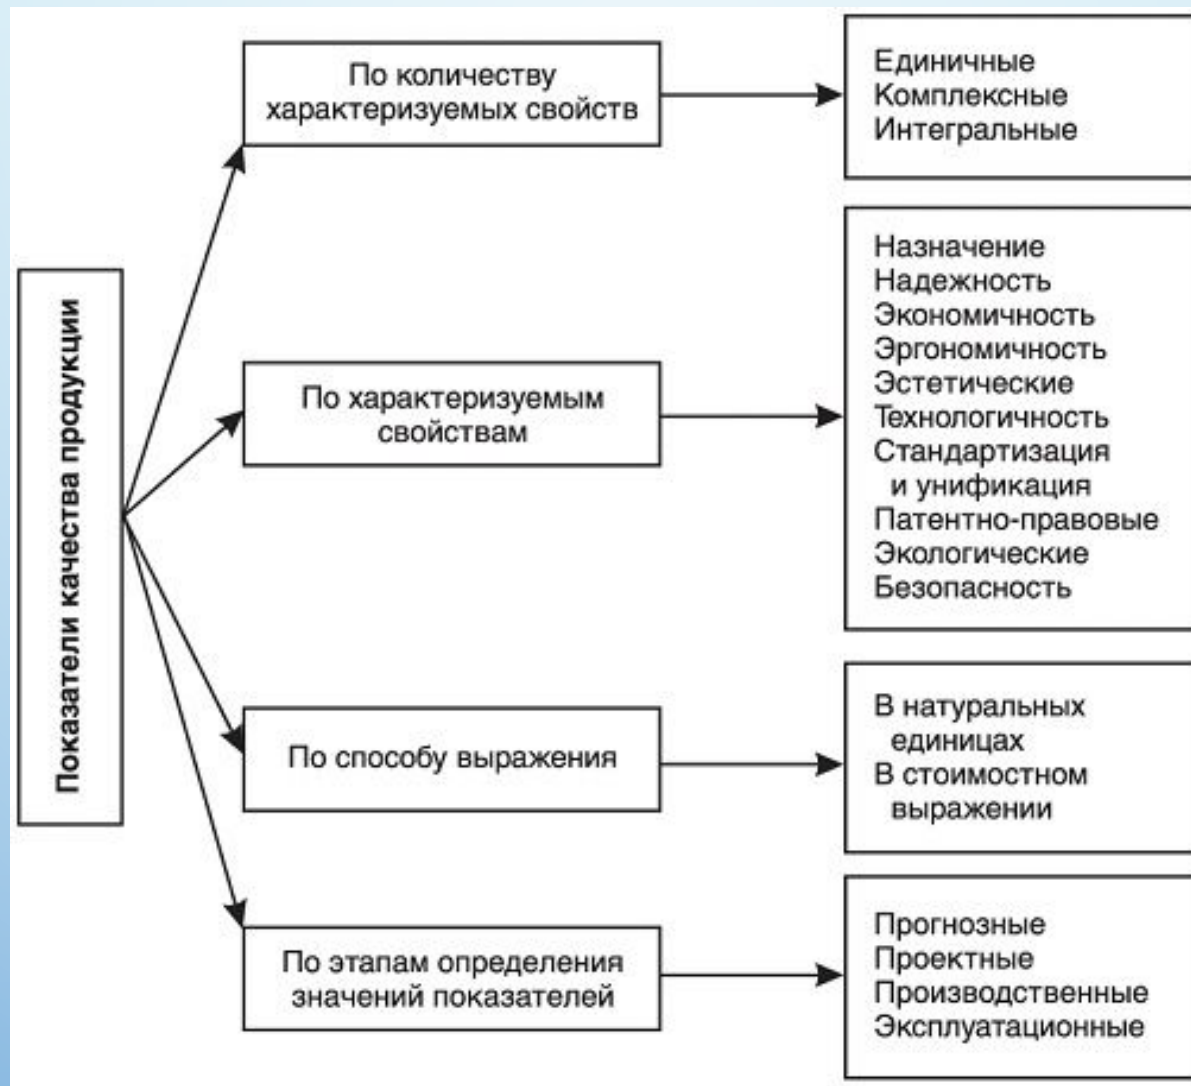 Показатели качества продукции
По количеству
характеризуемых свойств
Единичные
Комплексные
Интегральные
По характеризуемым
свойствам
Назначение
Надежность
Экономичность
Эргономичность
Эстетические
Технологичность
Стандартизация
и унификация
Патентно-правовые
Экологические
Безопасность
По способу выражения
В натуральных
единицах
В стоимостном
выражении
По этапам определения
значений показателей
Прогнозные
Проектные
Производственные
Эксплуатационные